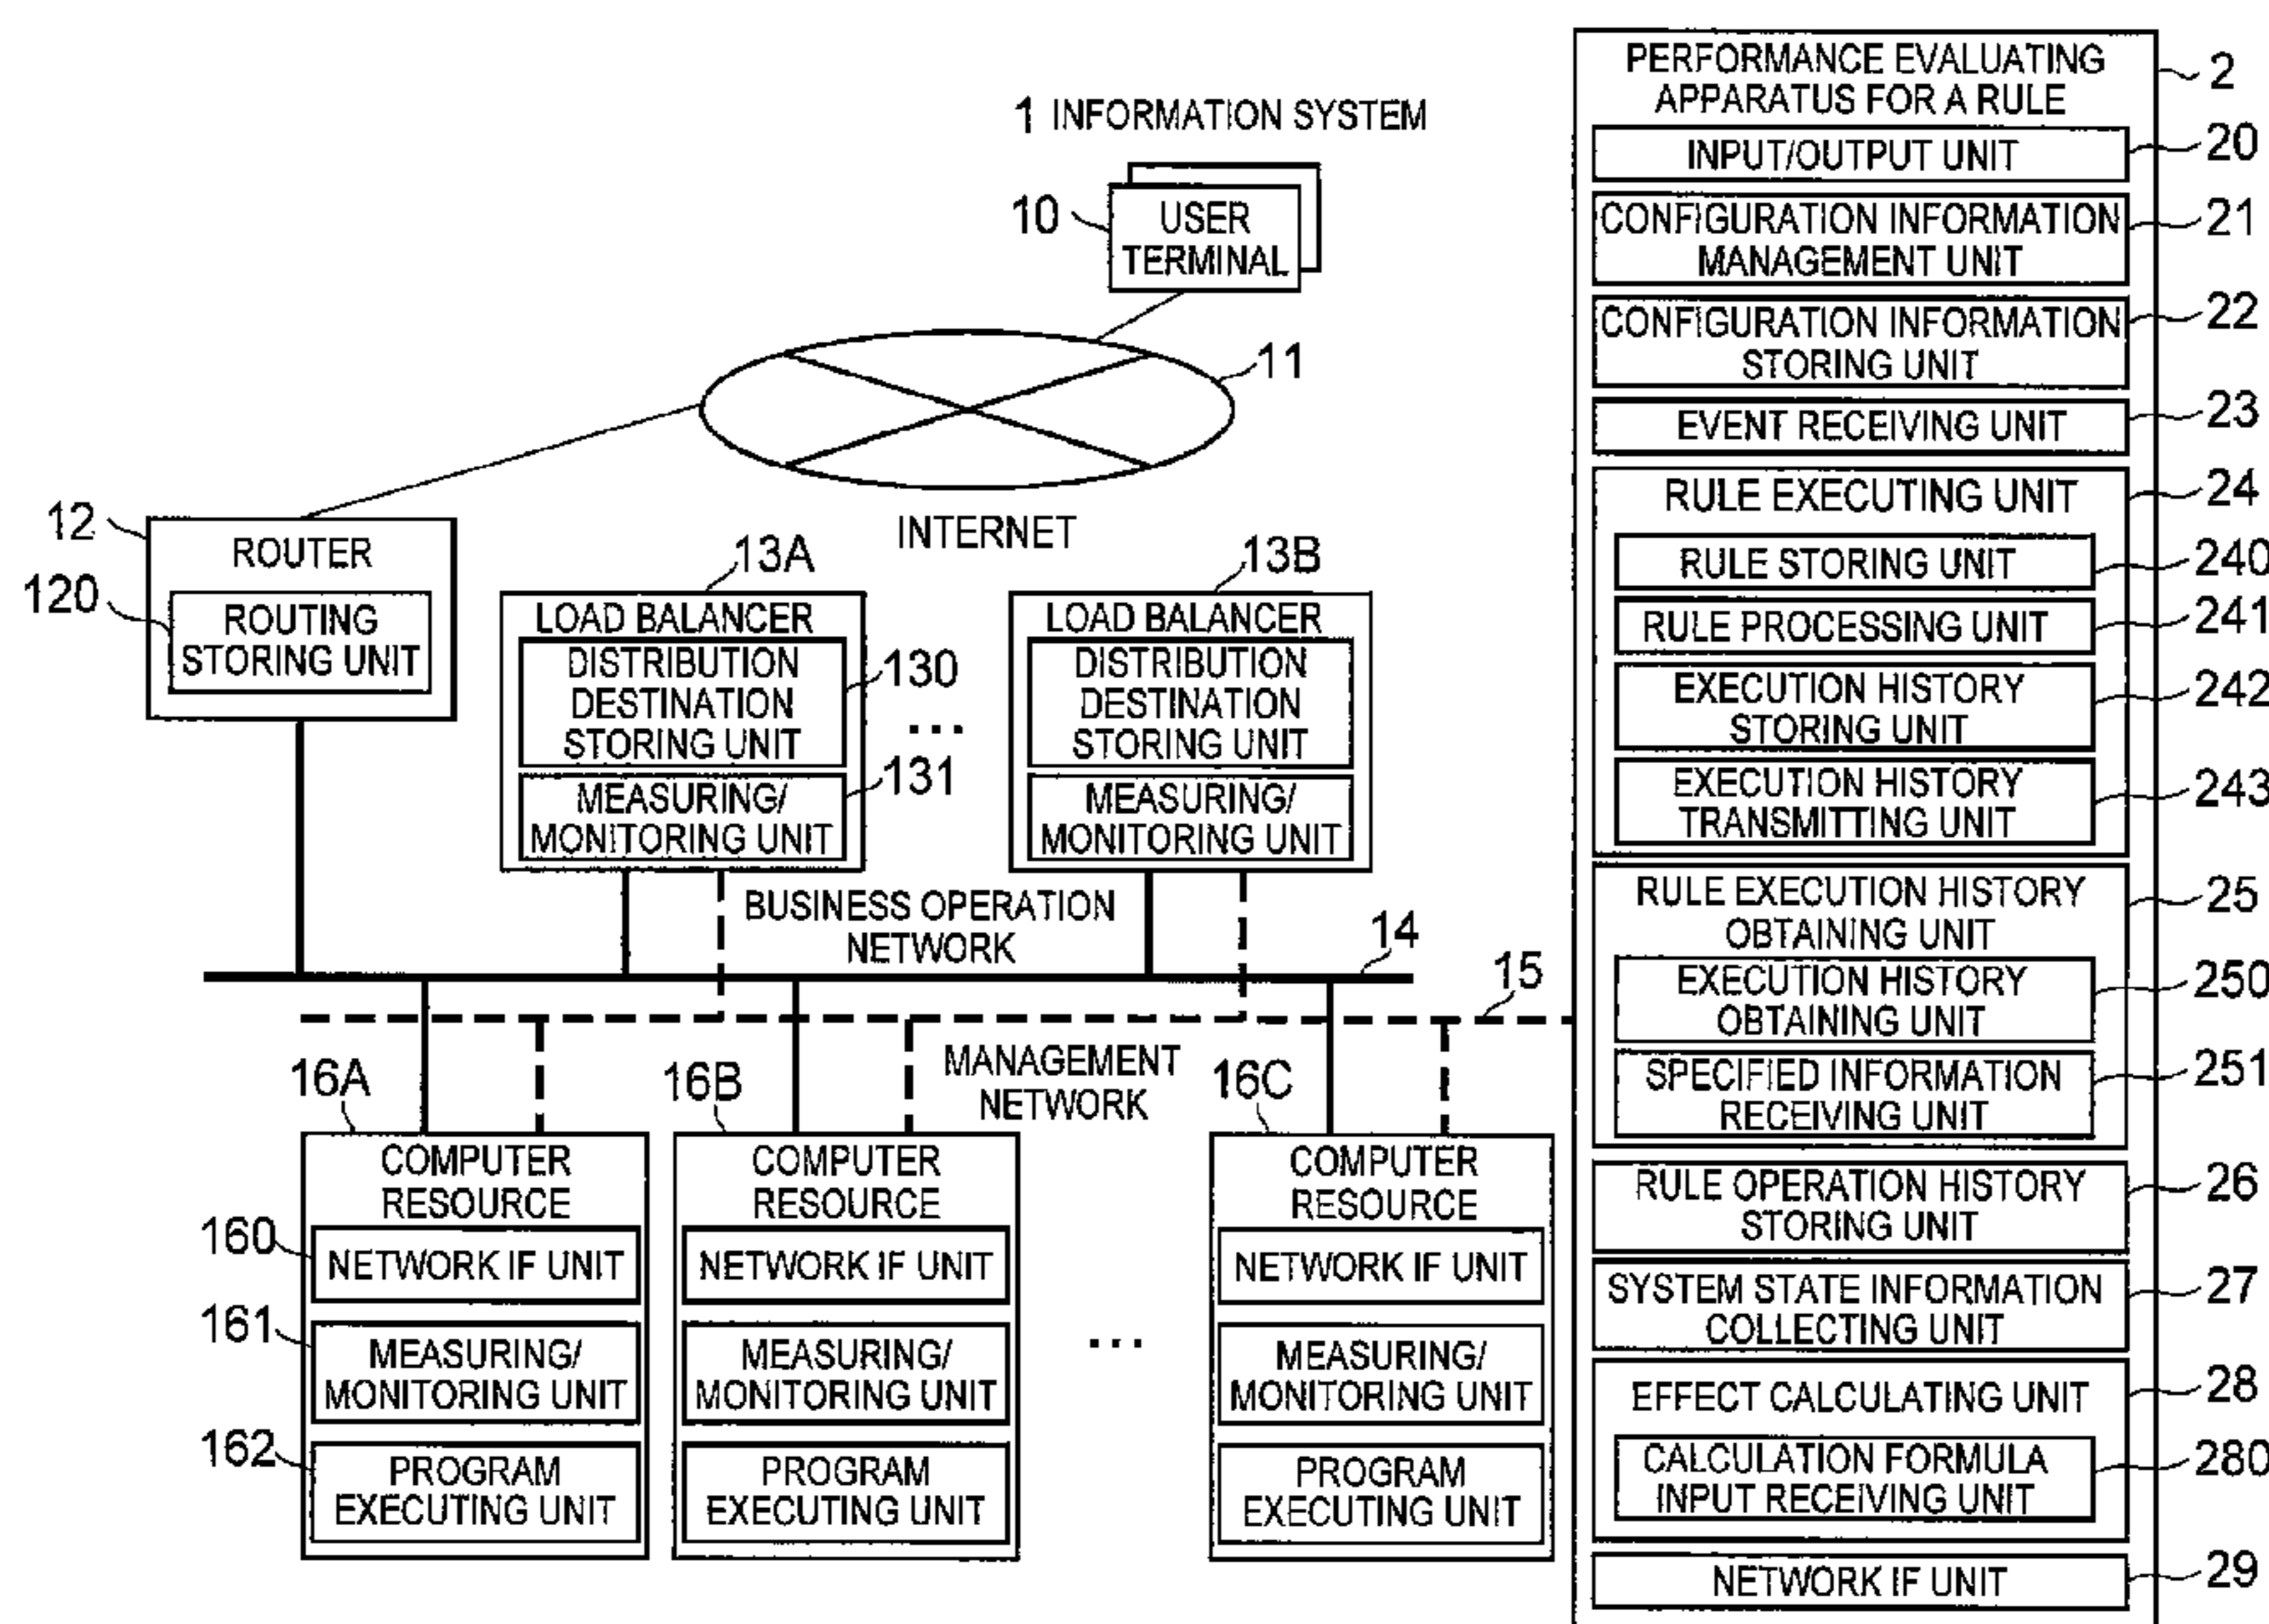 1 INFORMATION SYSTEM
10
USER
TERMINAL
11
INTERNET
12
ROUTER
120
ROUTING
STORING UNIT
13A
LOAD BALANCER
DISTRIBUTION
DESTINATION
STORING UNIT
130
MEASURING/
MONITORING UNIT
131
...
13B
LOAD BALANCER
DISTRIBUTION
DESTINATION
STORING UNIT
MEASURING/
MONITORING UNIT
BUSINESS OPERATION
NETWORK
14
15
MANAGEMENT
NETWORK
16A
COMPUTER
RESOURCE
160
NETWORK IF UNIT
161
MEASURING/
MONITORING UNIT
162
PROGRAM
EXECUTING UNIT
16B
COMPUTER
RESOURCE
NETWORK IF UNIT
MEASURING/
MONITORING UNIT
PROGRAM
EXECUTING UNIT
...
16C
COMPUTER
RESOURCE
NETWORK IF UNIT
MEASURING/
MONITORING UNIT
PROGRAM
EXECUTING UNIT
PERFORMANCE EVALUATING
APPARATUS FOR A RULE
2
INPUT/OUTPUT UNIT
20
CONFIGURATION INFORMATION
MANAGEMENT UNIT
21
CONFIGURATION INFORMATION
STORING UNIT
22
EVENT RECEIVING UNIT
23
RULE EXECUTING UNIT
24
RULE STORING UNIT
240
RULE PROCESSING UNIT
241
EXECUTION HISTORY
STORING UNIT
242
EXECUTION HISTORY
TRANSMITTING UNIT
243
RULE EXECUTION HISTORY
OBTAINING UNIT
25
EXECUTION HISTORY
OBTAINING UNIT
250
SPECIFIED INFORMATION
RECEIVING UNIT
251
RULE OPERATION HISTORY
STORING UNIT
26
SYSTEM STATE INFORMATION
COLLECTING UNIT
27
EFFECT CALCULATING UNIT
28
CALCULATION FORMULA
INPUT RECEIVING UNIT
280
NETWORK IF UNIT
29